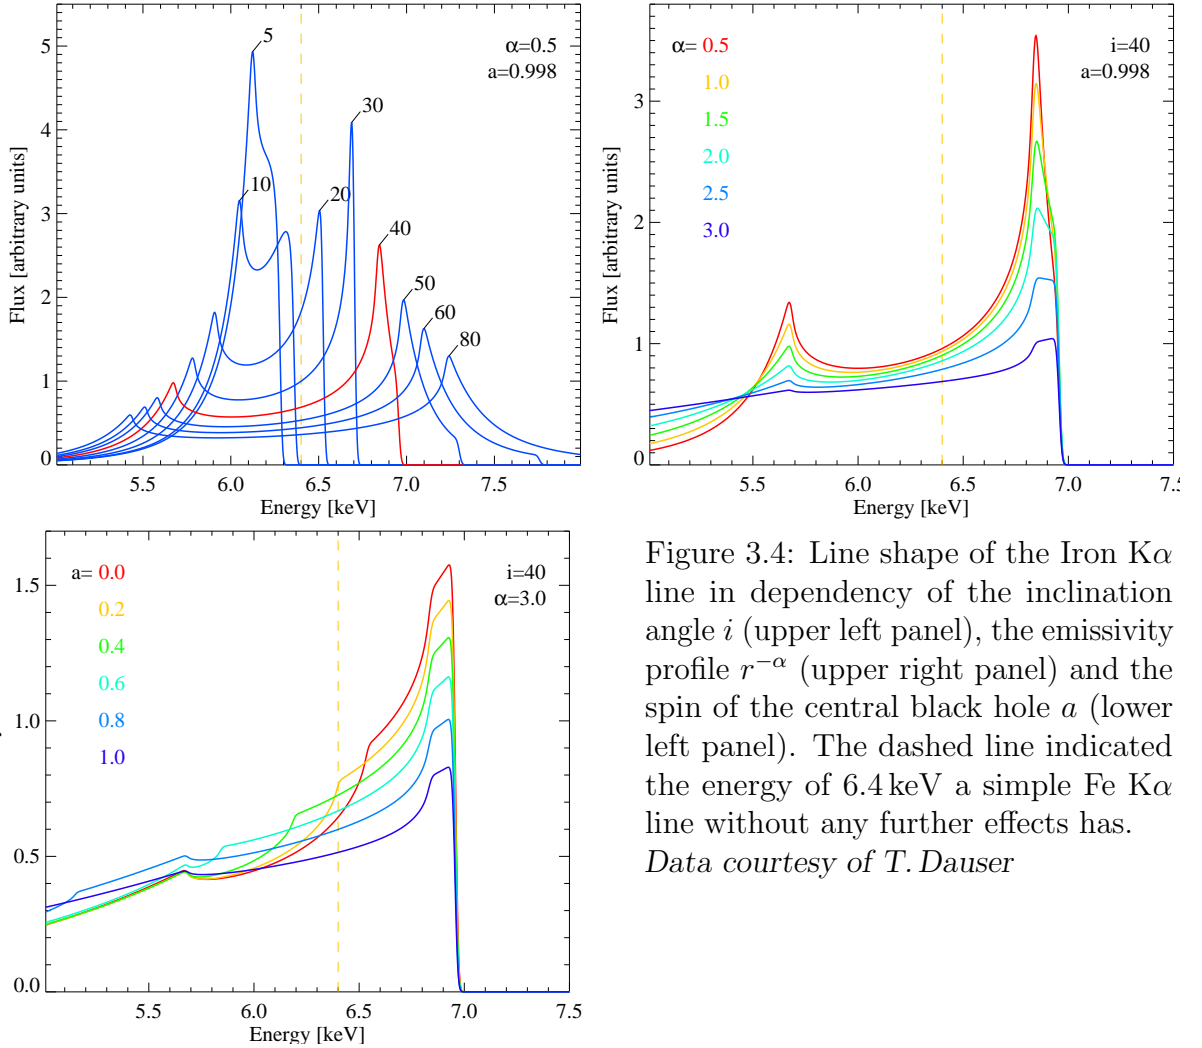 5
10
20
30
40
50
60
80
α=0.5
a=0.998
0
1
2
3
4
5
5.5
6.0
6.5
7.0
7.5
Energy [keV]
Flux [arbitrary units]
α= 0.5
1.0
1.5
2.0
2.5
3.0
i=40
a=0.998
0
1
2
3
5.5
6.0
6.5
7.0
7.5
Energy [keV]
Flux [arbitrary units]
a= 0.0
0.2
0.4
0.6
0.8
1.0
i=40
α=3.0
0.0
0.5
1.0
1.5
5.5
6.0
6.5
7.0
7.5
Energy [keV]
Figure 3.4: Line shape of the Iron Kα
line in dependency of the inclination
angle i (upper left panel), the emissivity
profile r^{−α} (upper right panel) and the
spin of the central black hole a (lower
left panel). The dashed line indicated
the energy of 6.4 keV a simple Fe Kα
line without any further effects has.
Data courtesy of T. Dauser